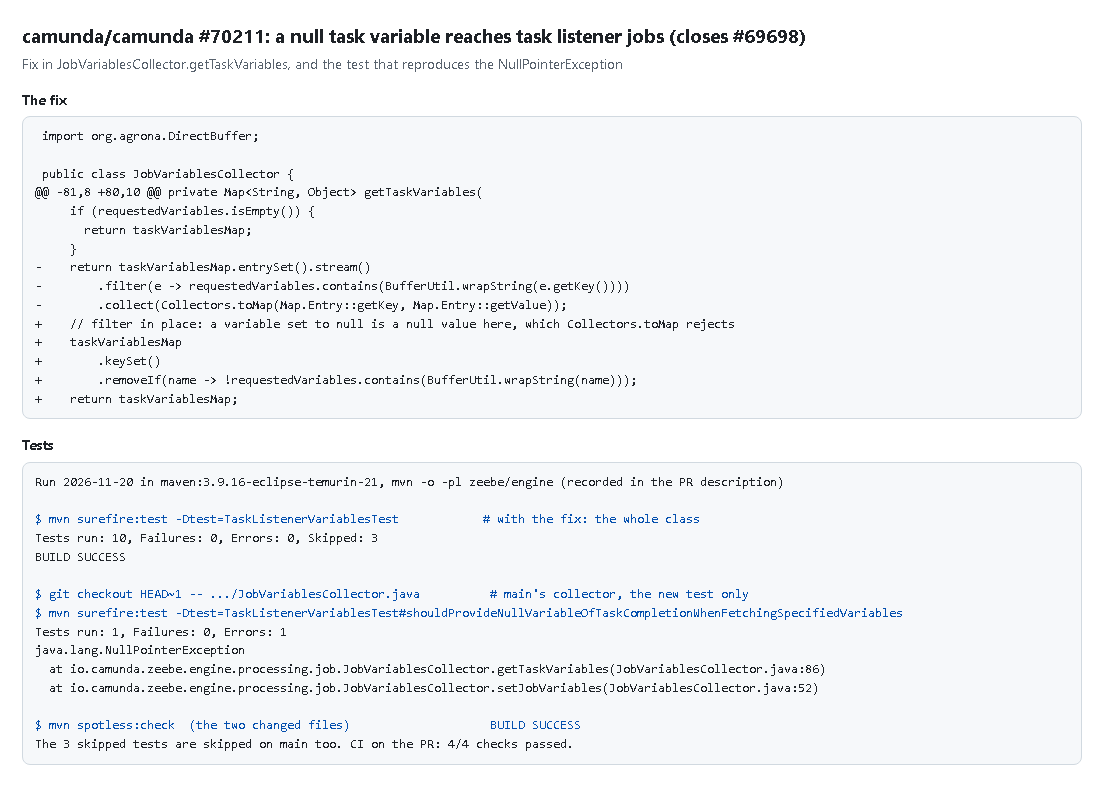 camunda/camunda #70211: a null task variable reaches task listener jobs (closes #69698)
Fix in JobVariablesCollector.getTaskVariables, and the test that reproduces the NullPointerException
The fix
 import org.agrona.DirectBuffer;
 public class JobVariablesCollector {
@@ -81,8 +80,10 @@ private Map<String, Object> getTaskVariables(
     if (requestedVariables.isEmpty()) {
       return taskVariablesMap;
     }
-    return taskVariablesMap.entrySet().stream()
-        .filter(e -> requestedVariables.contains(BufferUtil.wrapString(e.getKey())))
-        .collect(Collectors.toMap(Map.Entry::getKey, Map.Entry::getValue));
+    // filter in place: a variable set to null is a null value here, which Collectors.toMap rejects
+    taskVariablesMap
+        .keySet()
+        .removeIf(name -> !requestedVariables.contains(BufferUtil.wrapString(name)));
+    return taskVariablesMap;
Tests
Run 2026-11-20 in maven:3.9.16-eclipse-temurin-21, mvn -o -pl zeebe/engine (recorded in the PR description)
$ mvn surefire:test -Dtest=TaskListenerVariablesTest            # with the fix: the whole class
Tests run: 10, Failures: 0, Errors: 0, Skipped: 3
BUILD SUCCESS
$ git checkout HEAD~1 -- .../JobVariablesCollector.java          # main's collector, the new test only
$ mvn surefire:test -Dtest=TaskListenerVariablesTest#shouldProvideNullVariableOfTaskCompletionWhenFetchingSpecifiedVariables
Tests run: 1, Failures: 0, Errors: 1
java.lang.NullPointerException
  at io.camunda.zeebe.engine.processing.job.JobVariablesCollector.getTaskVariables(JobVariablesCollector.java:86)
  at io.camunda.zeebe.engine.processing.job.JobVariablesCollector.setJobVariables(JobVariablesCollector.java:52)
$ mvn spotless:check  (the two changed files)                    BUILD SUCCESS
The 3 skipped tests are skipped on main too. CI on the PR: 4/4 checks passed.